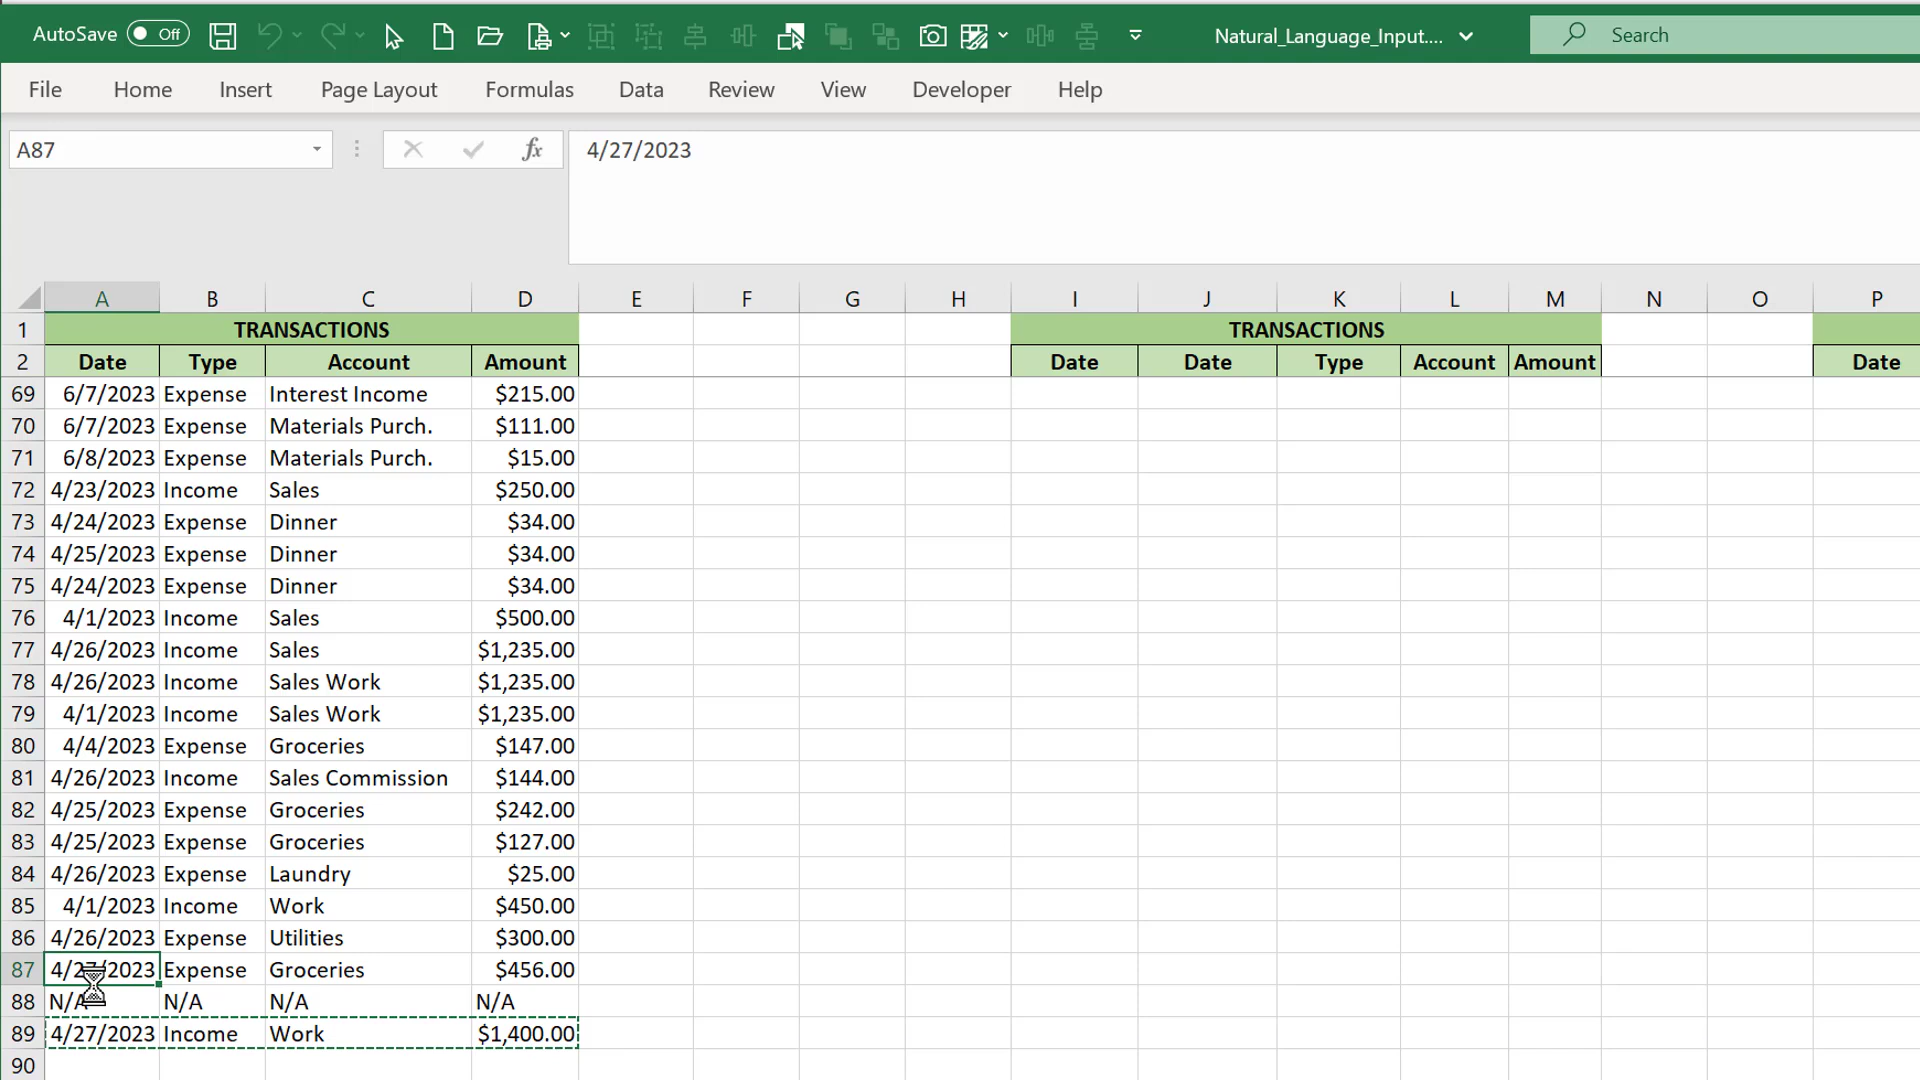 AutoSave Off Natural_Language_Input.... Search
File Home Insert Page Layout Formulas Data Review View Developer Help
A87 fx 4/27/2023
A B C D E F G H I J K L M N O P
1 TRANSACTIONS TRANSACTIONS
2 Date Type Account Amount Date Date Type Account Amount Date
69 6/7/2023 Expense Interest Income $215.00
70 6/7/2023 Expense Materials Purch. $111.00
71 6/8/2023 Expense Materials Purch. $15.00
72 4/23/2023 Income Sales $250.00
73 4/24/2023 Expense Dinner $34.00
74 4/25/2023 Expense Dinner $34.00
75 4/24/2023 Expense Dinner $34.00
76 4/1/2023 Income Sales $500.00
77 4/26/2023 Income Sales $1,235.00
78 4/26/2023 Income Sales Work $1,235.00
79 4/1/2023 Income Sales Work $1,235.00
80 4/4/2023 Expense Groceries $147.00
81 4/26/2023 Income Sales Commission $144.00
82 4/25/2023 Expense Groceries $242.00
83 4/25/2023 Expense Groceries $127.00
84 4/26/2023 Expense Laundry $25.00
85 4/1/2023 Income Work $450.00
86 4/26/2023 Expense Utilities $300.00
87 4/27/2023 Expense Groceries $456.00
88 N/A N/A N/A N/A
89 4/27/2023 Income Work $1,400.00
90